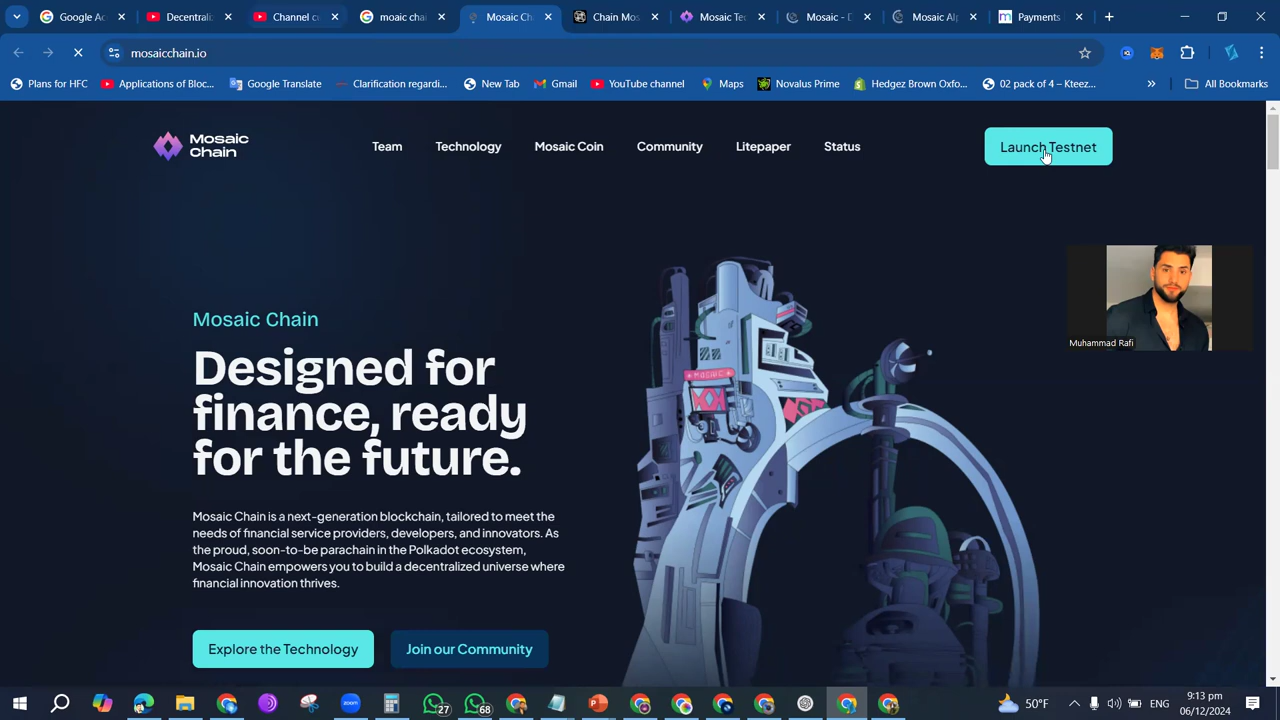 Google Ac
Decentrali
Channel c
moaic chain
Mosaic Ch
Chain Mos
Mosaic Te
Mosaic - D
Mosaic Alp
Payments
mosaicchain.io
Plans for HFC
Applications of Bloc...
Google Translate
Clarification regardi...
New Tab
Gmail
YouTube channel
Maps
Novalus Prime
Hedgez Brown Oxfo...
02 pack of 4 – Kteez...
»
All Bookmarks
Mosaic
Chain
Team
Technology
Mosaic Coin
Community
Litepaper
Status
Launch Testnet
MOSAIC
Muhammad Rafi
Mosaic Chain
Designed for
finance, ready
for the future.
Mosaic Chain is a next-generation blockchain, tailored to meet the
needs of financial service providers, developers, and innovators. As
the proud, soon-to-be parachain in the Polkadot ecosystem,
Mosaic Chain empowers you to build a decentralized universe where
financial innovation thrives.
Explore the Technology
Join our Community
27
68
50°F
ENG
9:13 pm
06/12/2024